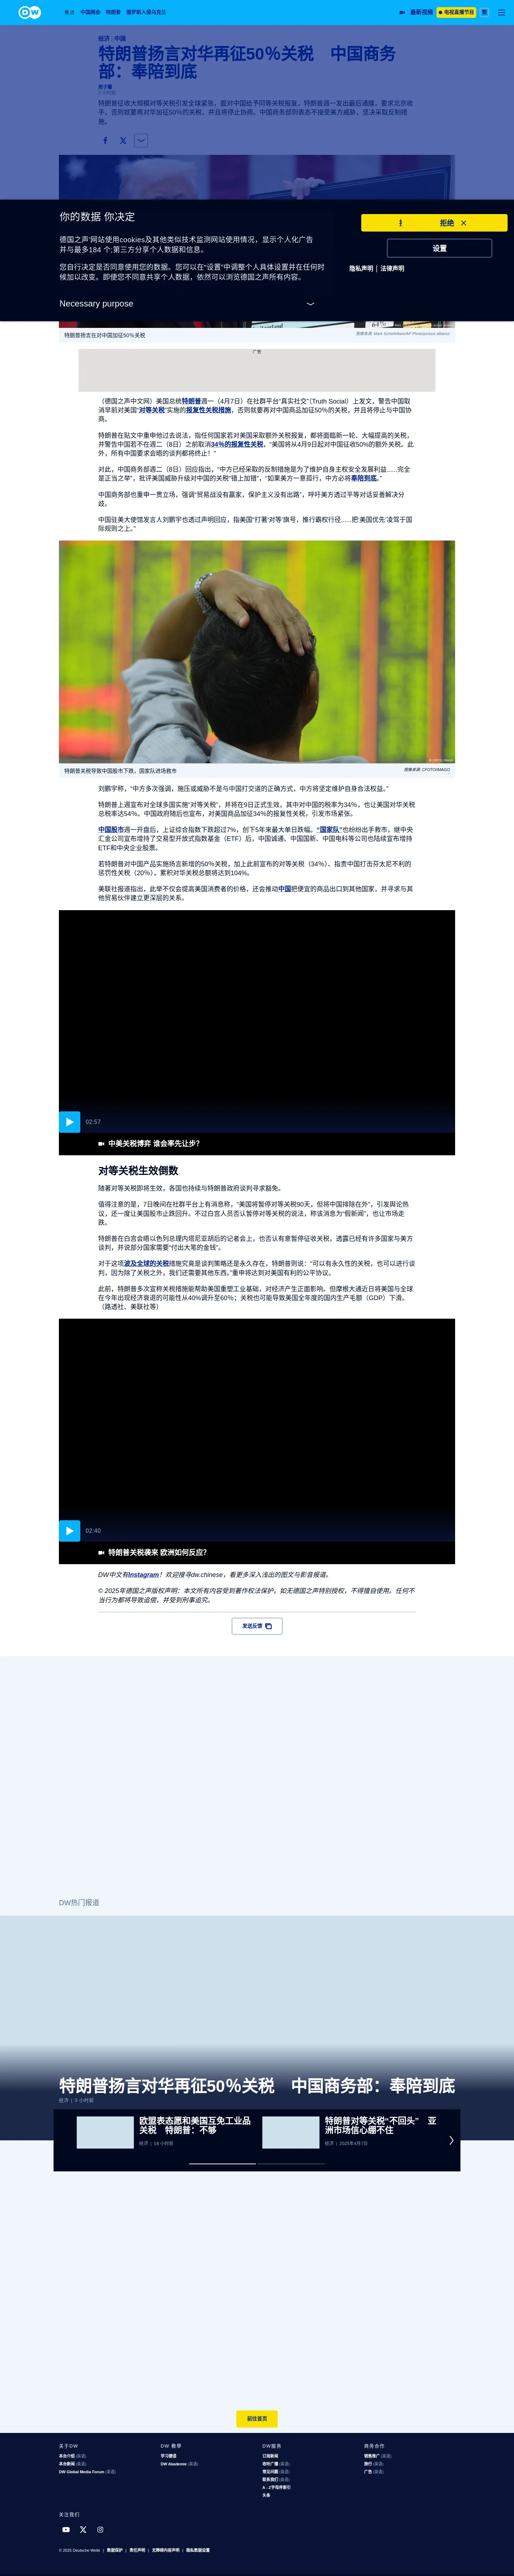 DW
焦点 中国两会 特朗普 俄罗斯入侵乌克兰
最新视频 电视直播节目 繁
经济 | 中国
特朗普扬言对华再征50％关税 中国商务
部：奉陪到底
3 小时前
特朗普征收大规模对等关税引发全球紧张。面对中国给予同等关税报复，特朗普週一发出最后通牒，要求北京彻
手，否则就要再对华加征50%的关税、并且将停止协商。中国商务部则表态不接受美方威胁，坚决采取反制措
施。
你的数据 你决定
德国之声'网站使用cookies及其他类似技术监测网站使用情况，显示个人化广告
并与最多184 个;第三方分享个人数据和信息。
您自行决定是否同意使用您的数据。您可以在"设置"中调整个人具体设置并在任何时
候加以改变。即便您不同意共享个人数据，依然可以浏览德国之声所有内容。
Necessary purpose
拒绝
设置
隐私声明 | 法律声明
特朗普扬言在对中国加征50%关税
图像来源: Mark Schiefelbein/AP Photo/picture alliance
广告
（德国之声中文网）美国总统特朗普週一（4月7日）在社群平台"真实社交"（Truth Social）上发文，警告中国取
消早前对美国"对等关税"实施的报复性关税措施，否则就要再对中国商品加征50%的关税，并且将停止与中国协
商。
特朗普在贴文中重申他过去说法，指任何国家若对美国采取额外关税报复，都将面临新一轮、大幅提高的关税，
并警告中国若不在週二（8日）之前取消34%的报复性关税，"美国将从4月9日起对中国征收50%的额外关税。此
外，所有中国要求会晤的谈判都将终止！"
对此，中国商务部週二（8日）回应指出，"中方已经采取的反制措施是为了维护自身主权安全发展利益......完全
是正当之举"，批评美国威胁升级对中国的关税"错上加错"，"如果美方一意孤行，中方必将奉陪到底。"
中国商务部也重申一贯立场，强调"贸易战没有赢家，保护主义没有出路"，呼吁美方透过平等对话妥善解决分
歧。
中国驻美大使馆发言人刘鹏宇也透过声明回应，指美国"打著'对等'旗号，推行霸权行径......把'美国优先'凌驾于国
际规则之上。"
特朗普关税导致中国股市下跌，国家队进场救市
图像来源: CFOTO/IMAGO
刘鹏宇称，"中方多次强调，施压或威胁不是与中国打交道的正确方式，中方将坚定维护自身合法权益。"
特朗普上週宣布对全球多国实施"对等关税"，并将在9日正式生效。其中对中国的税率为34%，也让美国对华关税
总税率达54%。中国政府随后也宣布，对美国商品加征34%的报复性关税，引发市场紧张。
中国股市週一开盘后，上证综合指数下跌超过7%，创下5年来最大单日跌幅。"国家队"也纷纷出手救市，继中央
汇金公司宣布增持了交易型开放式指数基金（ETF）后，中国诚通、中国国新、中国电科等公司也陆续宣布增持
ETF和中央企业股票。
若特朗普对中国产品实施扬言新增的50%关税，加上此前宣布的对等关税（34%）、指责中国打击芬太尼不利的
惩罚性关税（20%），累积对华关税总额将达到104%。
美联社报道指出，此举不仅会提高美国消费者的价格，还会推动中国把便宜的商品出口到其他国家，并寻求与其
他贸易伙伴建立更深层的关系。
02:57
中美关税博弈 谁会率先让步？
对等关税生效倒数
随著对等关税即将生效，各国也持续与特朗普政府谈判寻求豁免。
值得注意的是，7日晚间在社群平台上有消息称，"美国将暂停对等关税90天，但将中国排除在外"，引发舆论热
议，还一度让美国股市止跌回升。不过白宫人员否认暂停对等关税的说法，称该消息为"假新闻"，也让市场走
跌。
特朗普在白宫会晤以色列总理内塔尼亚胡后的记者会上，也否认有意暂停征收关税，透露已经有许多国家与美方
谈判，并说部分国家需要"付出大笔的金钱"。
对于这项波及全球的关税措施究竟是谈判策略还是永久存在，特朗普则说："可以有永久性的关税，也可以进行谈
判，因为除了关税之外，我们还需要其他东西。"重申将达到对美国有利的公平协议。
此前，特朗普多次宣称关税措施能帮助美国重塑工业基础，对经济产生正面影响。但摩根大通近日将美国与全球
在今年出现经济衰退的可能性从40%调升至60%；关税也可能导致美国全年度的国内生产毛额（GDP）下滑。
（路透社、美联社等）
02:40
特朗普关税袭来 欧洲如何反应？
DW中文有Instagram！欢迎搜寻dw.chinese，看更多深入浅出的图文与影音报道。
© 2025年德国之声版权声明：本文所有内容受到著作权法保护，如无德国之声特别授权，不得擅自使用。任何不
当行为都将导致追偿，并受到刑事追究。
发送反馈
DW热门报道
特朗普扬言对华再征50％关税 中国商务部：奉陪到底
经济 | 3 小时前
欧盟表态愿和美国互免工业品
关税 特朗普：不够
经济 | 18 小时前
特朗普对等关税"不回头" 亚
洲市场信心绷不住
经济 | 2025年4月7日
前往首页
关于DW DW 教学 DW服务 商务合作
本台介绍 (英语) 学习德语 订阅新闻 销售推广 (英语)
本台新闻 (英语) DW Akademie (英语) 收听广播 (英语) 旅行 (英语)
DW Global Media Forum (英语) 常见问题 (英语) 广告 (英语)
联系我们 (英语)
A - Z字母序索引
头条
关注我们
© 2025 Deutsche Welle | 数据保护 | 责任声明 | 无障碍内容声明 | 隐私数据设置